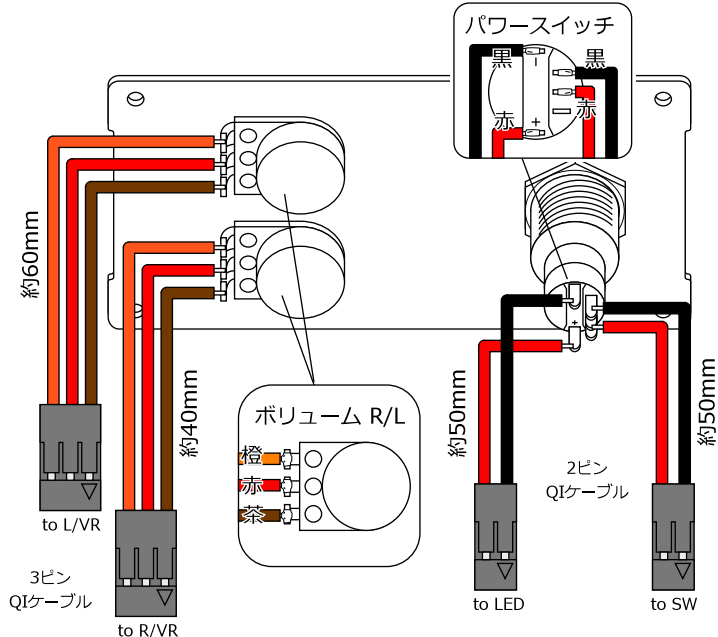 パワースイッチ
黒
-
黒
赤
赤
+
約60mm
+
約40mm
約50mm
約50mm
ボリューム R/L
橙
赤
茶
2ピン
QIケーブル
to L/VR
3ピン
QIケーブル
to R/VR
to LED
to SW